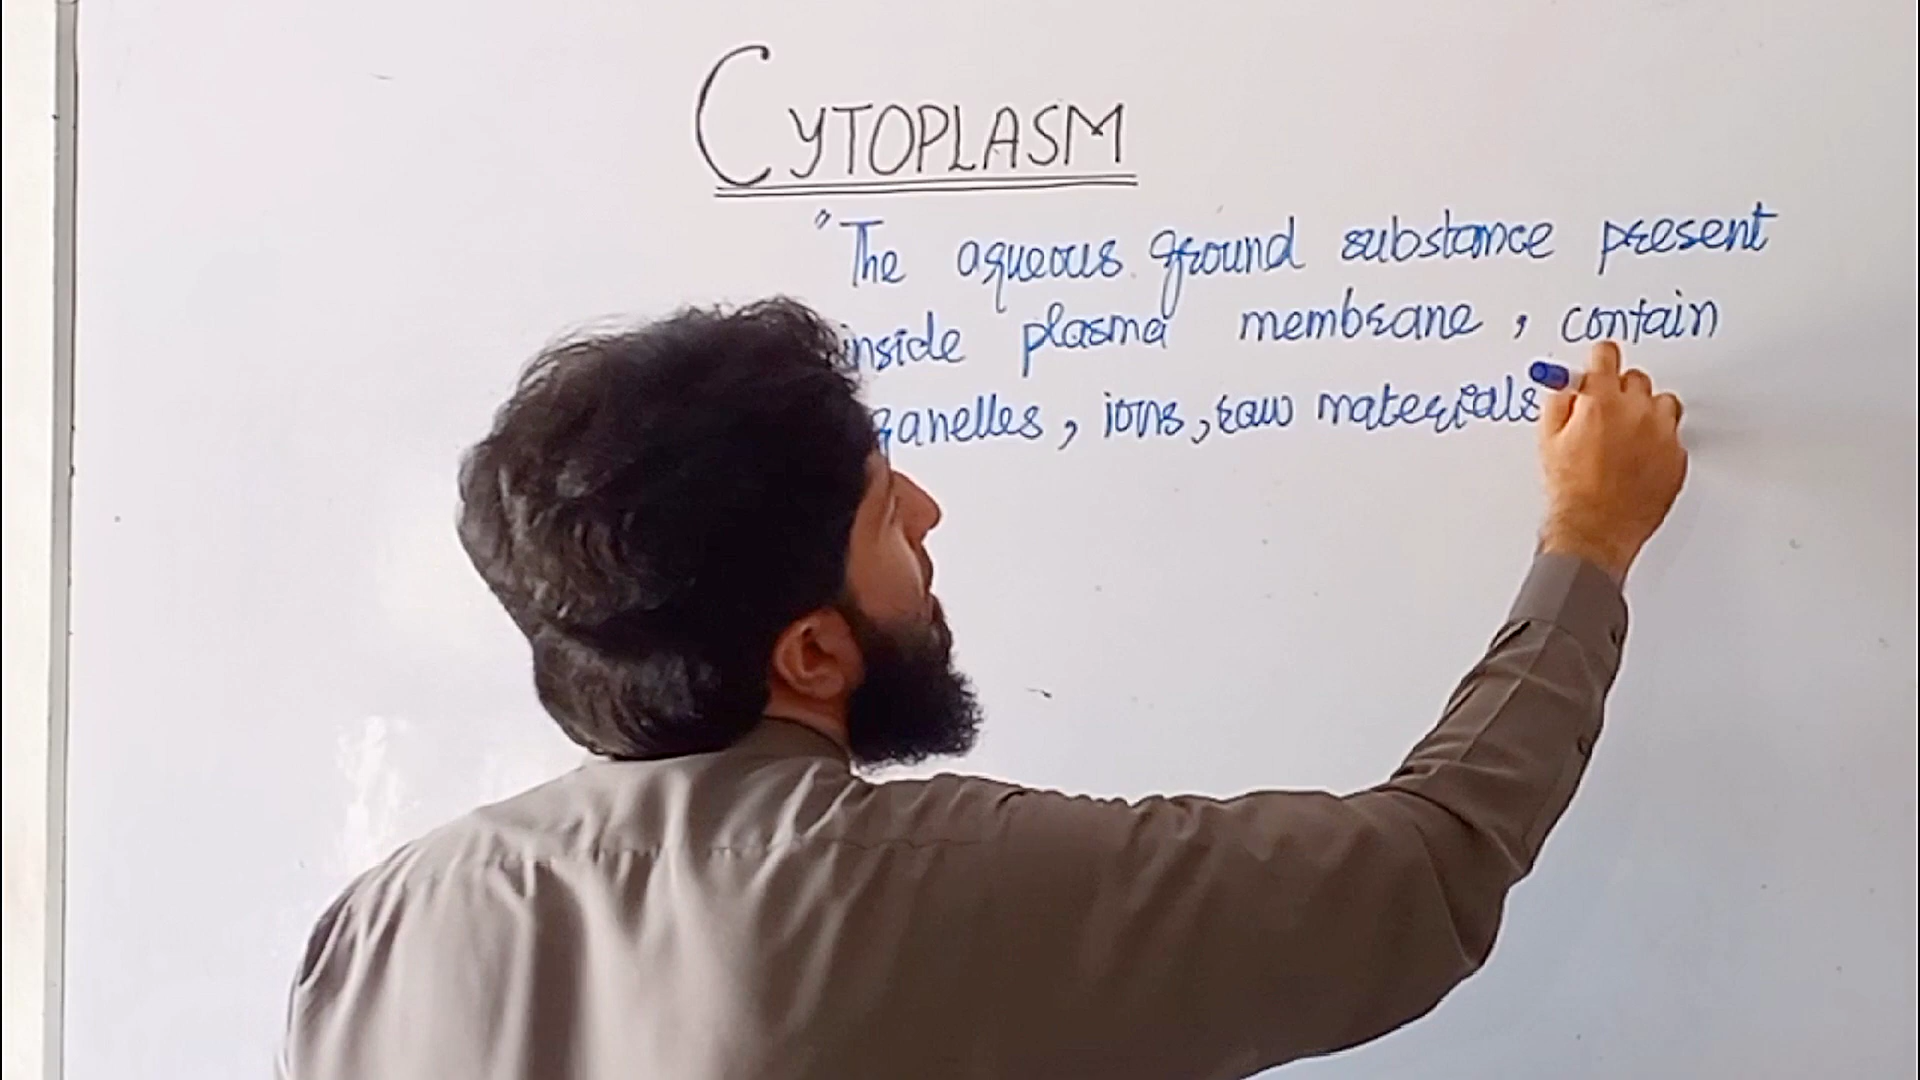 CYTOPLASM
"The aqueous ground substance present
inside plasma membrane, contain
ganelles, ions, raw materials